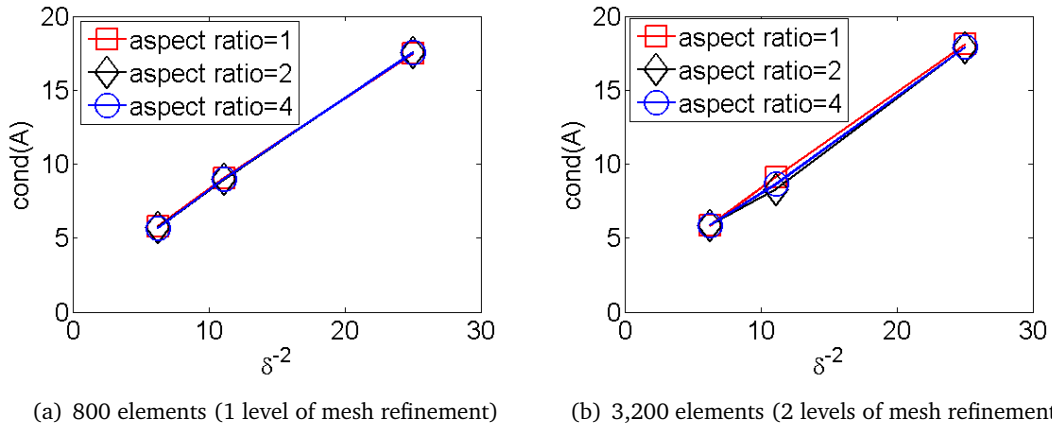 20
15
10
5
0
cond(A)
aspect ratio=1
aspect ratio=2
aspect ratio=4
0 10 20 30
δ⁻²
(a) 800 elements (1 level of mesh refinement)
20
15
10
5
0
cond(A)
aspect ratio=1
aspect ratio=2
aspect ratio=4
0 10 20 30
δ⁻²
(b) 3,200 elements (2 levels of mesh refinement